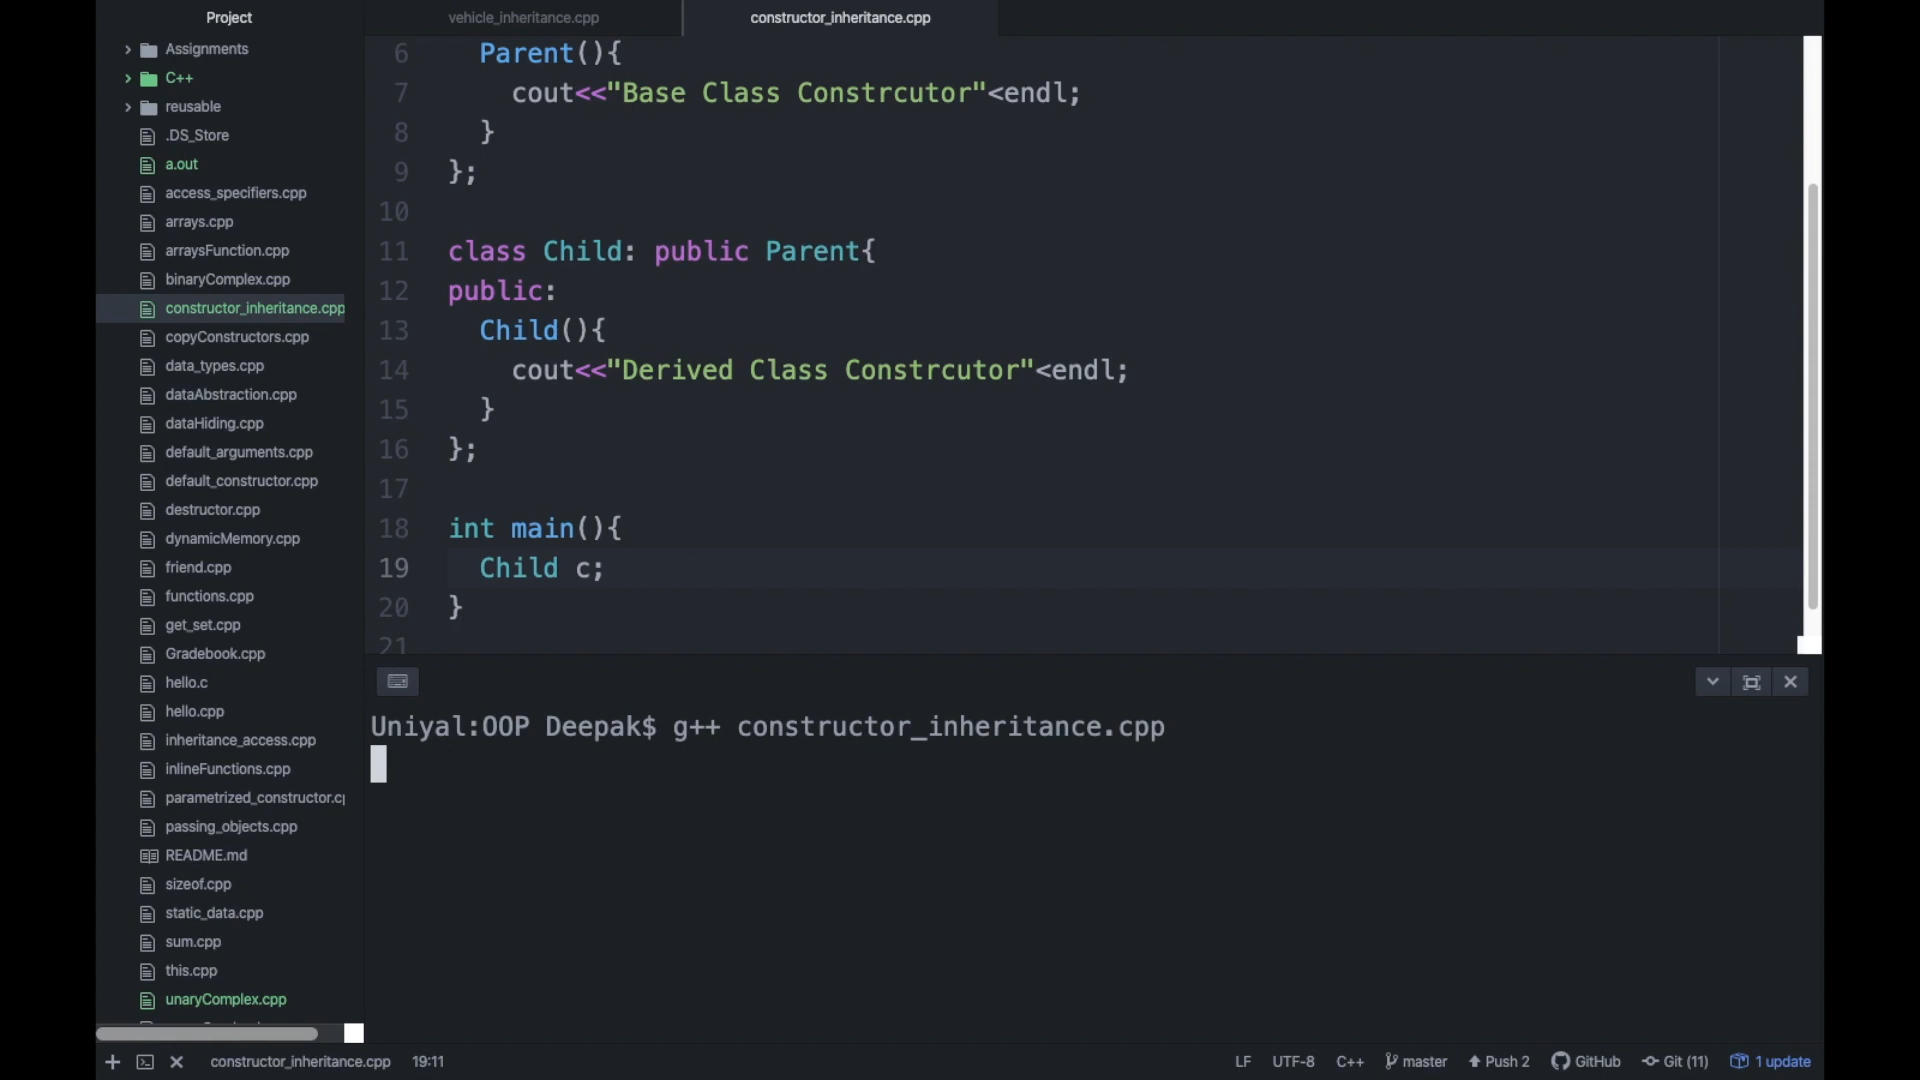 Project
Assignments
C++
reusable
.DS_Store
a.out
access_specifiers.cpp
arrays.cpp
arraysFunction.cpp
binaryComplex.cpp
constructor_inheritance.cpp
copyConstructors.cpp
data_types.cpp
dataAbstraction.cpp
dataHiding.cpp
default_arguments.cpp
default_constructor.cpp
destructor.cpp
dynamicMemory.cpp
friend.cpp
functions.cpp
get_set.cpp
Gradebook.cpp
hello.c
hello.cpp
inheritance_access.cpp
inlineFunctions.cpp
parametrized_constructor.cp
passing_objects.cpp
README.md
sizeof.cpp
static_data.cpp
sum.cpp
this.cpp
unaryComplex.cpp
vehicle_inheritance.cpp
constructor_inheritance.cpp
6 Parent(){
7 cout<<"Base Class Constrcutor"<endl;
8 }
9 };
10
11 class Child: public Parent{
12 public:
13 Child(){
14 cout<<"Derived Class Constrcutor"<endl;
15 }
16 };
17
18 int main(){
19 Child c;
20 }
21
Uniyal:OOP Deepak$ g++ constructor_inheritance.cpp
constructor_inheritance.cpp 19:11
LF UTF-8 C++ master Push 2 GitHub Git (11) 1 update